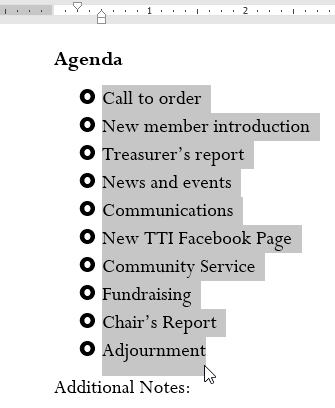 1 2
Agenda
Call to order
New member introduction
Treasurer’s report
News and events
Communications
New TTI Facebook Page
Community Service
Fundraising
Chair’s Report
Adjournment
Additional Notes: